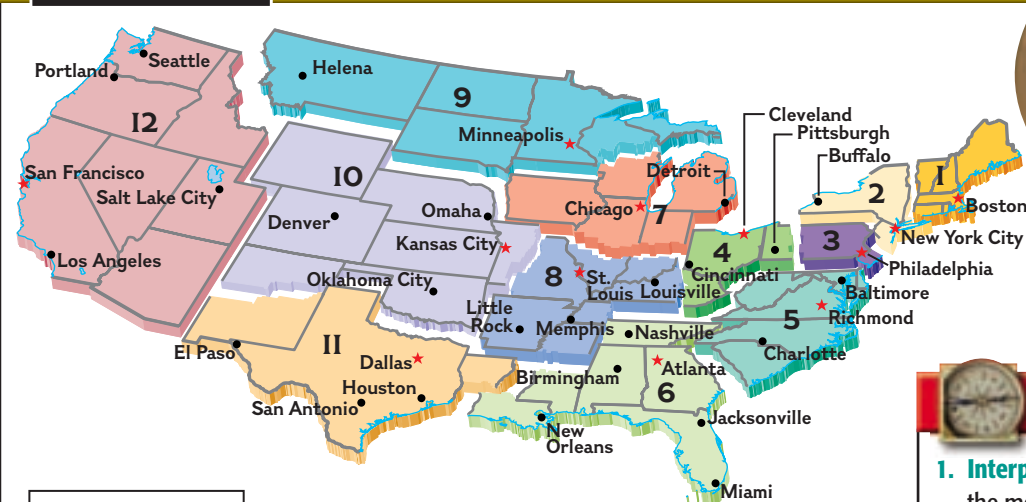 Seattle
Portland
Helena
9
12
Minneapolis
Cleveland
Pittsburgh
Buffalo
San Francisco
Salt Lake City
10
Detroit
Chicago
7
2
1
Boston
Denver
Omaha
Kansas City
New York City
3
Philadelphia
Los Angeles
Oklahoma City
8
St.
Louis
Louisville
4
Cincinnati
Baltimore
Richmond
5
Little
Rock
Memphis
Nashville
Charlotte
El Paso
11
Dallas
Houston
San Antonio
Birmingham
Atlanta
6
Jacksonville
New
Orleans
Miami
1. Interp
the m